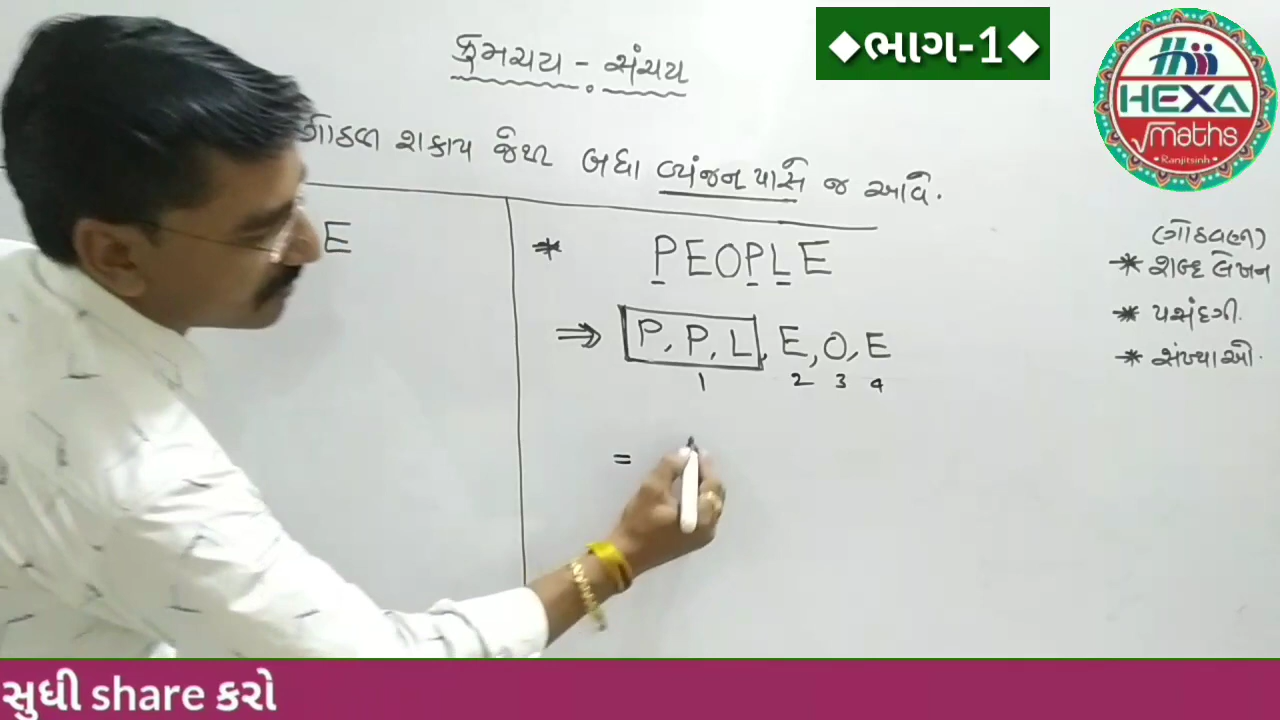 ◆ભાગ-1◆
ક્રમચય - સંચય
HEXA
√maths
• Ranjitsinh •
ગોઠવી શકાય જેથી બધા વ્યંજન પાસે જ આવે.
E
* PEOPLE
⇒ P, P, L, E, O, E
1 2 3 4
=
(ગોઠવણ)
* શબ્દ લેખન
* પસંદગી.
* સંખ્યાઓ.
સુધી share કરો